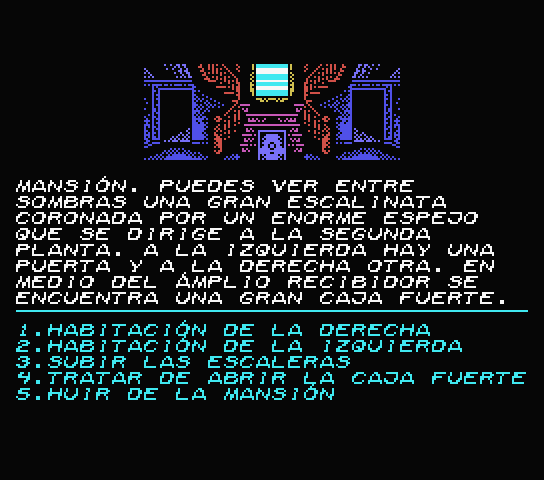 MANSIÓN. PUEDES VER ENTRE
SOMBRAS UNA GRAN ESCALINATA
CORONADA POR UN ENORME ESPEJO
QUE SE DIRIGE A LA SEGUNDA
PLANTA. A LA IZQUIERDA HAY UNA
PUERTA Y A LA DERECHA OTRA. EN
MEDIO DEL ÁMPLIO RECIBIDOR SE
ENCUENTRA UNA GRAN CAJA FUERTE.
1.HABITACIÓN DE LA DERECHA
2.HABITACIÓN DE LA IZQUIERDA
3.SUBIR LAS ESCALERAS
4.TRATAR DE ABRIR LA CAJA FUERTE
5.HUIR DE LA MANSIÓN